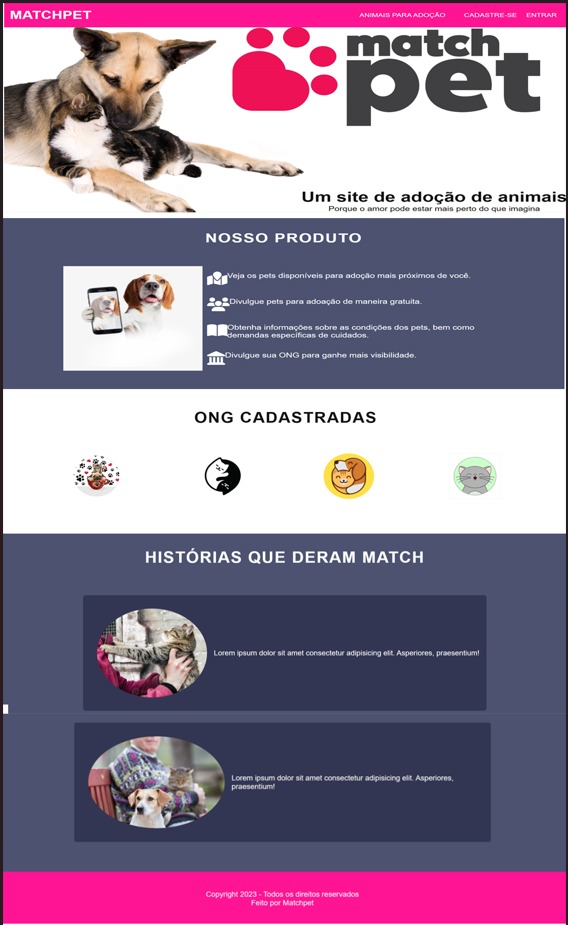 MATCHPET
ANIMAIS PARA ADOÇÃO CADASTRE-SE ENTRAR
match
pet
Um site de adoção de animais
Porque o amor pode estar mais perto do que imagina
NOSSO PRODUTO
Veja os pets disponíveis para adoção mais próximos de você.
Divulgue pets para adoação de maneira gratuita.
Obtenha informações sobre as condições dos pets, bem como
demandas específicas de cuidados.
Divulgue sua ONG para ganhe mais visibilidade.
ONG CADASTRADAS
HISTÓRIAS QUE DERAM MATCH
Lorem ipsum dolor sit amet consectetur adipisicing elit. Asperiores, praesentium!
Lorem ipsum dolor sit amet consectetur adipisicing elit. Asperiores,
praesentium!
Copyright 2023 - Todos os direitos reservados
Feito por Matchpet